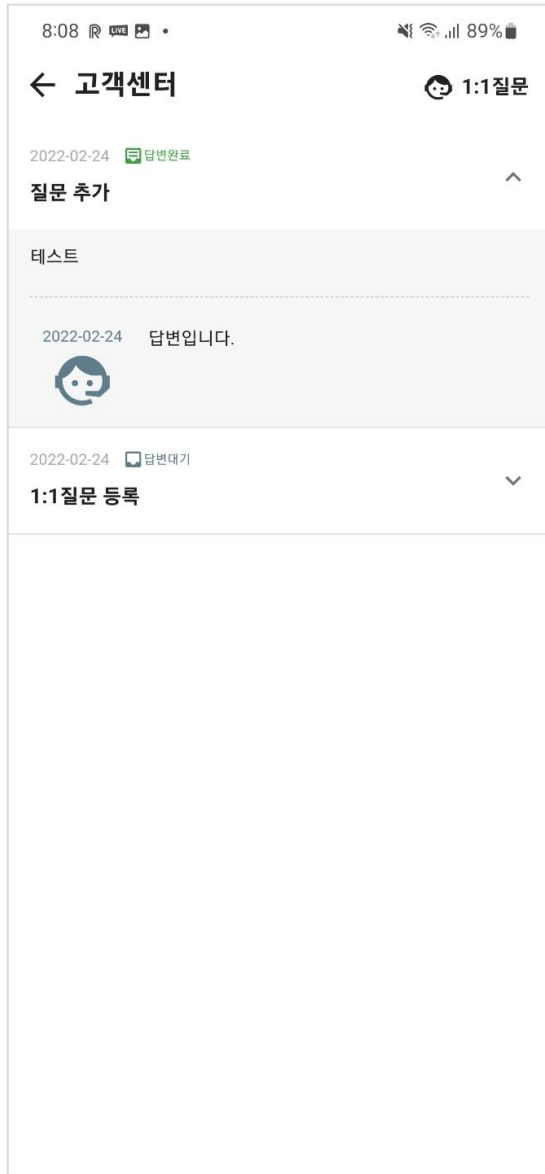 8:08 LIVE 89%
고객센터 1:1질문
2022-02-24 답변완료
질문 추가
테스트
2022-02-24 답변입니다.
2022-02-24 답변대기
1:1질문 등록